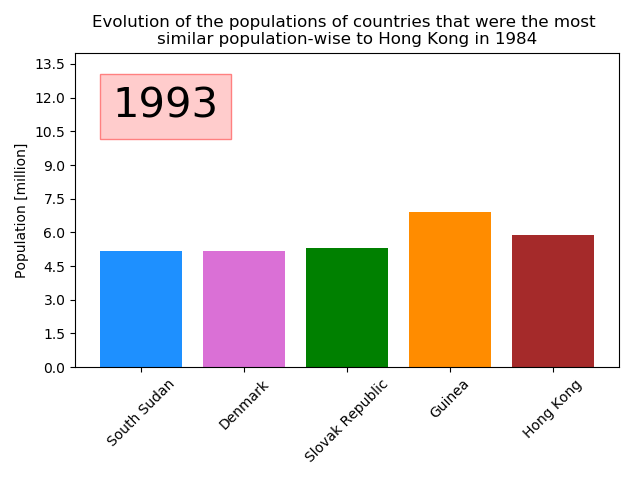 Evolution of the populations of countries that were the most
similar population-wise to Hong Kong in 1984
1993
Population [million]
13.5
12.0
10.5
9.0
7.5
6.0
4.5
3.0
1.5
0.0
South Sudan
Denmark
Slovak Republic
Guinea
Hong Kong